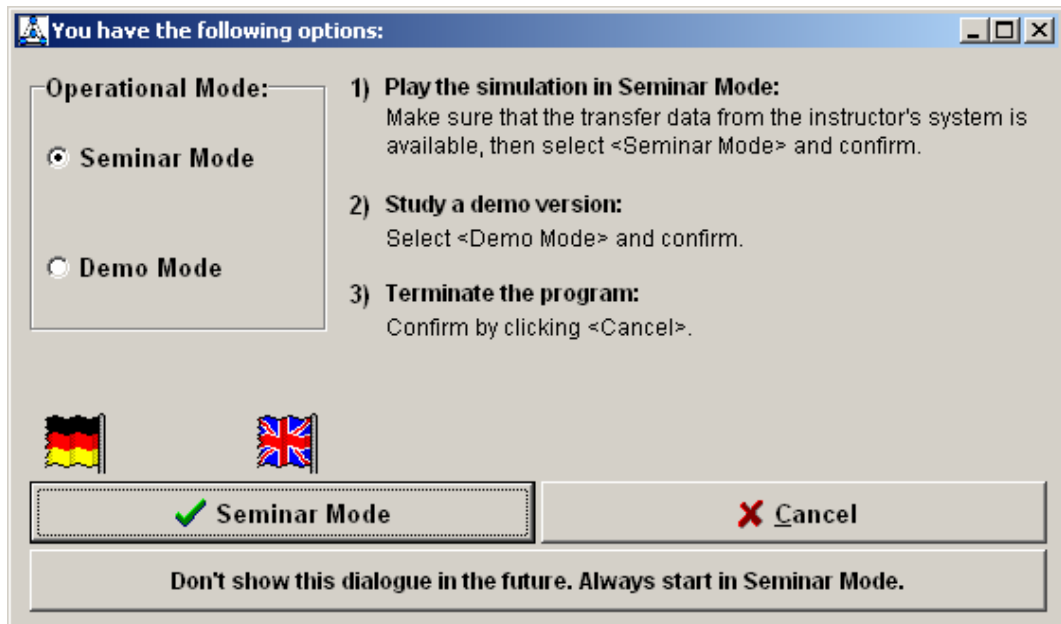 You have the following options:
Operational Mode:
Seminar Mode
Demo Mode
1) Play the simulation in Seminar Mode:
Make sure that the transfer data from the instructor's system is
available, then select <Seminar Mode> and confirm.
2) Study a demo version:
Select <Demo Mode> and confirm.
3) Terminate the program:
Confirm by clicking <Cancel>.
Seminar Mode
Cancel
Don't show this dialogue in the future. Always start in Seminar Mode.